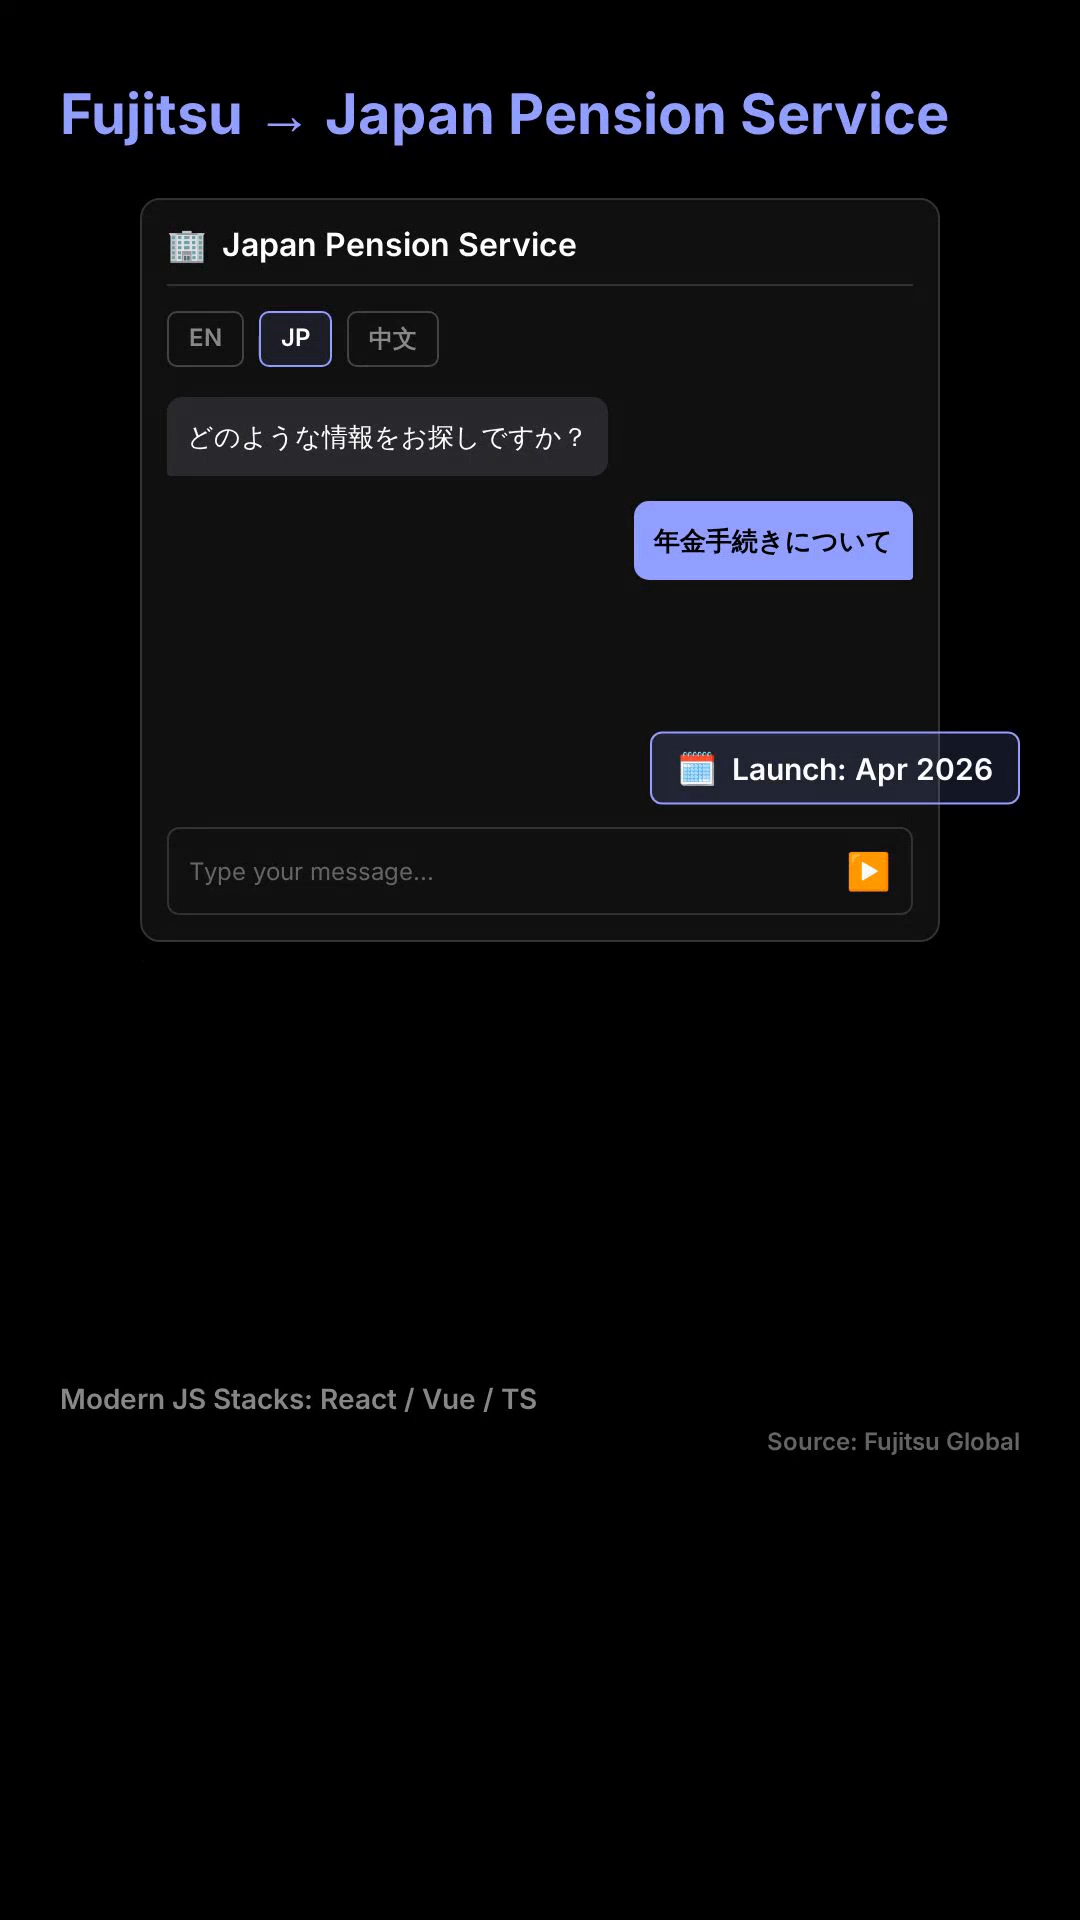 Fujitsu → Japan Pension Service
Japan Pension Service
EN
JP
中文
どのような情報をお探しですか？
年金手続きについて
Launch: Apr 2026
Type your message...
Modern JS Stacks: React / Vue / TS
Source: Fujitsu Global